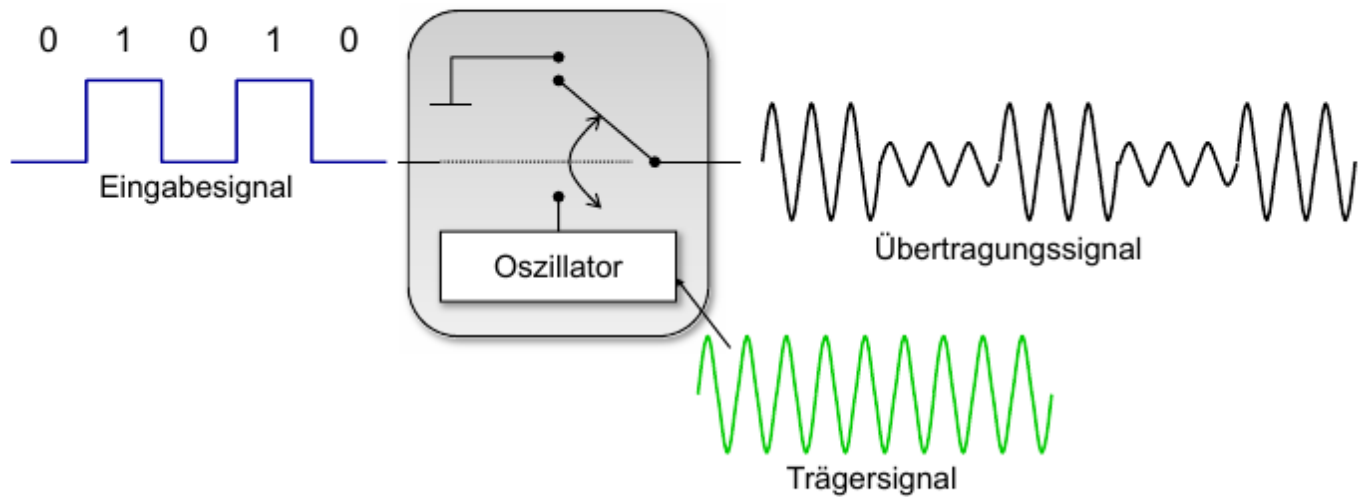 0 1 0 1 0
Eingabesignal
Oszillator
Übertragungssignal
Trägersignal